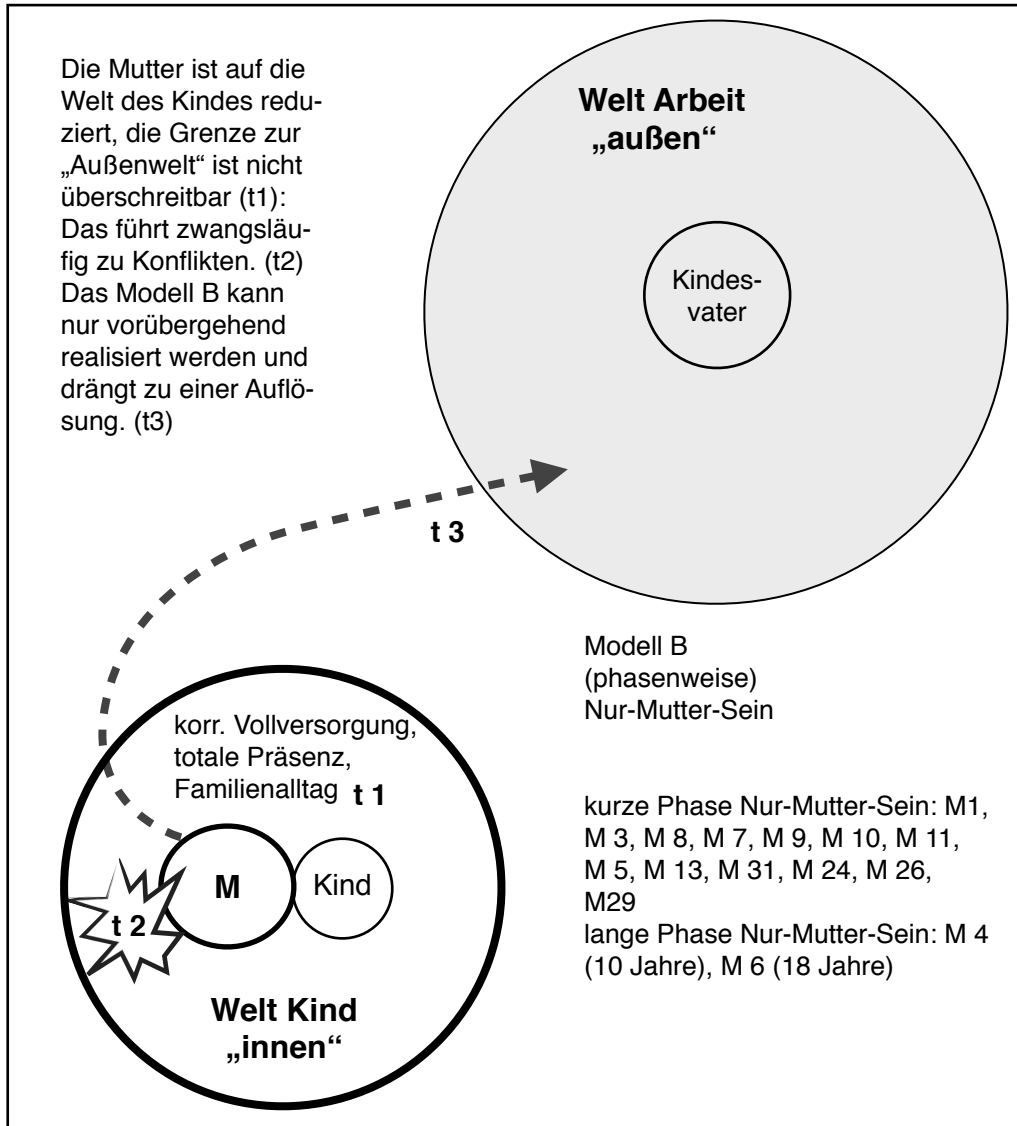 Die Mutter ist auf die
Welt des Kindes redu-
ziert, die Grenze zur
„Außenwelt“ ist nicht
überschreitbar (t1):
Das führt zwangsläu-
fig zu Konflikten. (t2)
Das Modell B kann
nur vorübergehend
realisiert werden und
drängt zu einer Auflö-
sung. (t3)
Welt Arbeit
„außen“
Kindes-
vater
t 3
Modell B
(phasenweise)
Nur-Mutter-Sein
korr. Vollversorgung,
totale Präsenz,
Familienalltag t 1
M
Kind
t 2
Welt Kind
„innen“
kurze Phase Nur-Mutter-Sein: M1,
M 3, M 8, M 7, M 9, M 10, M 11,
M 5, M 13, M 31, M 24, M 26,
M29
lange Phase Nur-Mutter-Sein: M 4
(10 Jahre), M 6 (18 Jahre)